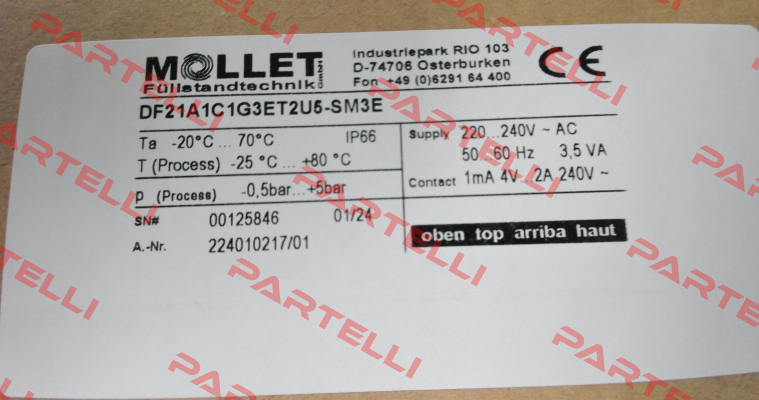 MOLLET GmbH
Füllstandtechnik
Industriepark RIO 103
D-74706 Osterburken
Fon +49 (0)6291 64 400
CE
DF21A1C1G3ET2U5-SM3E
Ta -20°C ... 70°C IP66
T (Process) -25 °C ... +80 °C
p (Process) -0,5bar...+5bar
SN# 00125846 01/24
A.-Nr. 224010217/01
Supply 220...240V ~ AC
50...60 Hz 3,5 VA
Contact 1mA 4V...2A 240V ~
oben top arriba haut
PARTELLI
PARTELLI
PARTELLI
PARTELLI
PARTELLI
PARTELLI
PARTELLI
PARTELLI